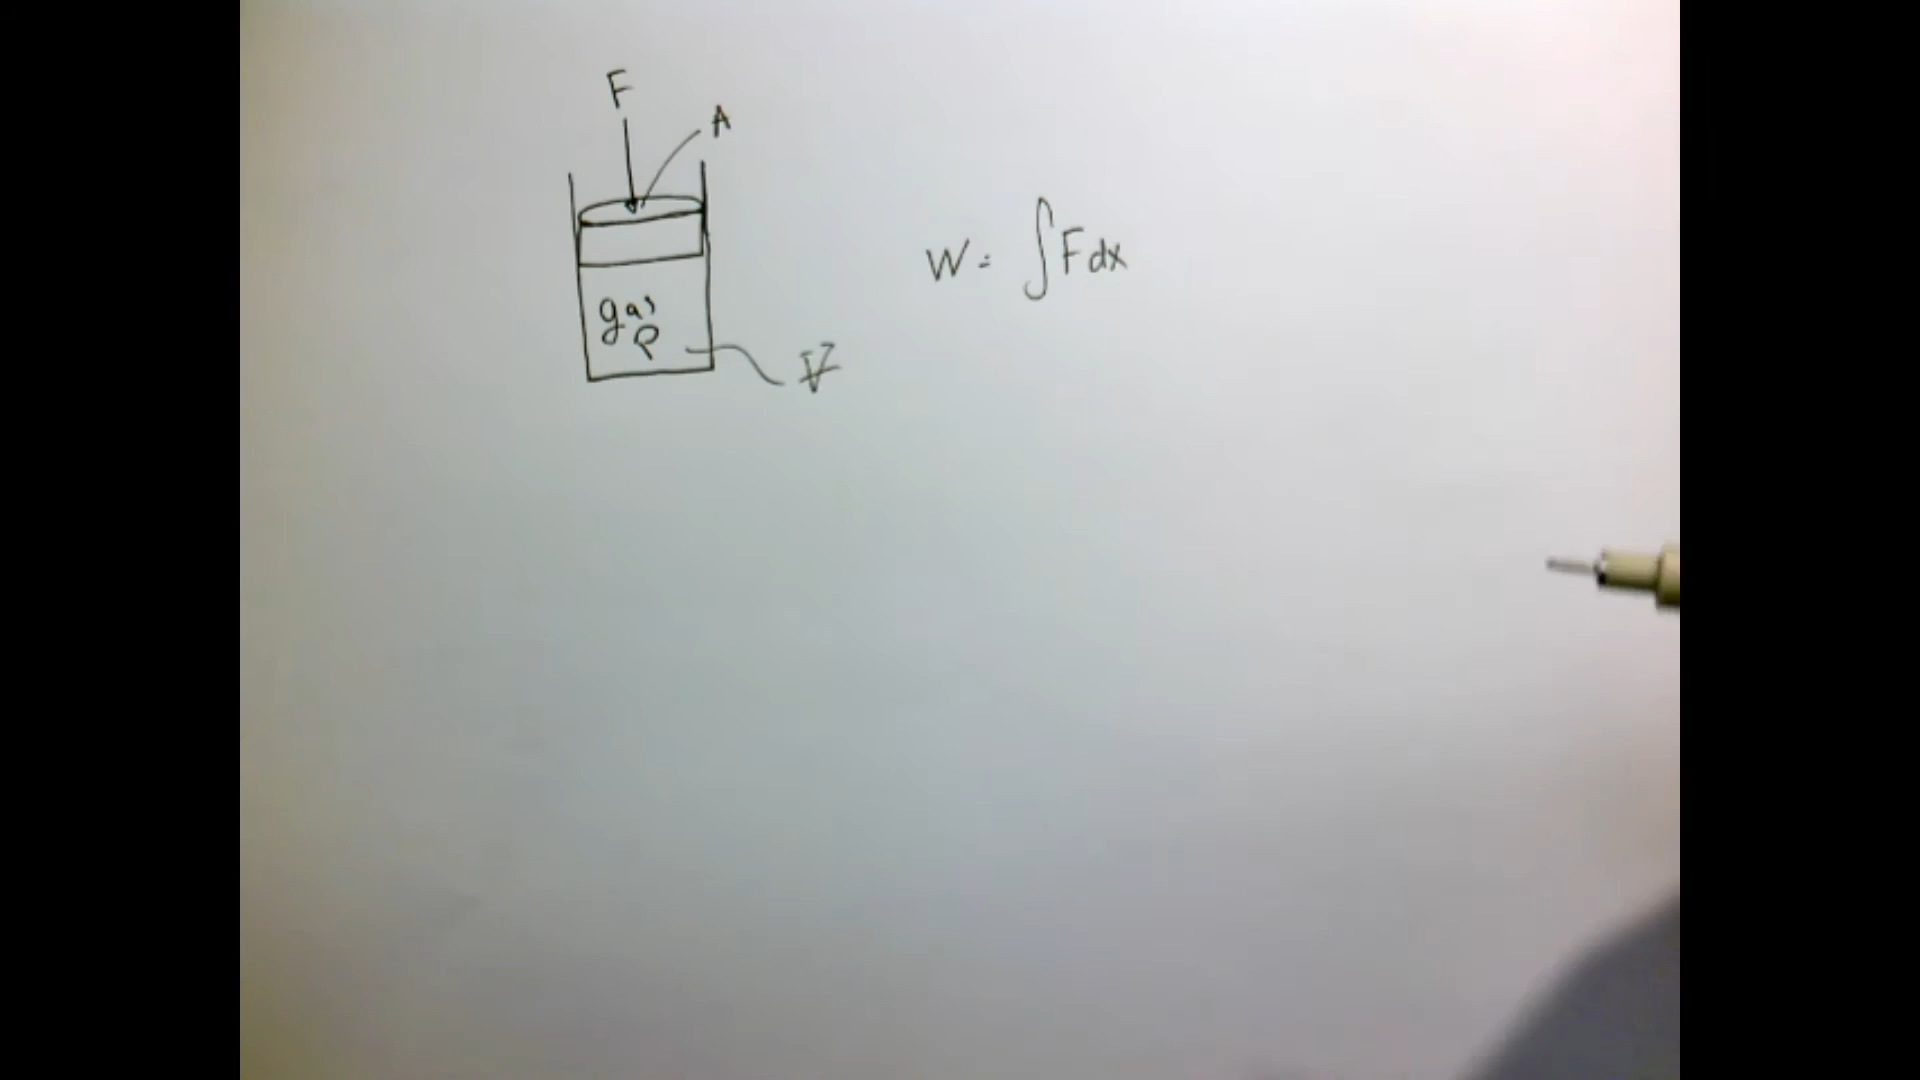 F
A
W = ∫F dx
gas
P
V